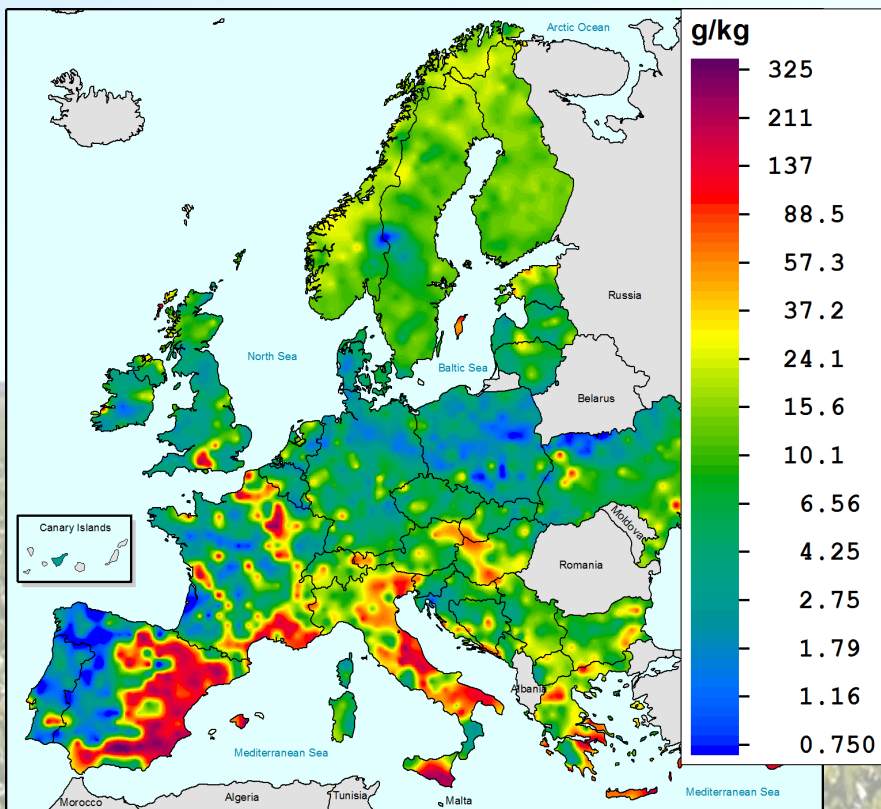 Arctic Ocean
g/kg
325
211
137
88.5
57.3
37.2
24.1
15.6
10.1
6.56
4.25
2.75
1.79
1.16
0.750
Russia
North Sea
Baltic Sea
Belarus
Canary Islands
Moldova
Romania
Albania
Mediterranean Sea
Mediterranean Sea
Morocco
Algeria
Tunisia
Malta